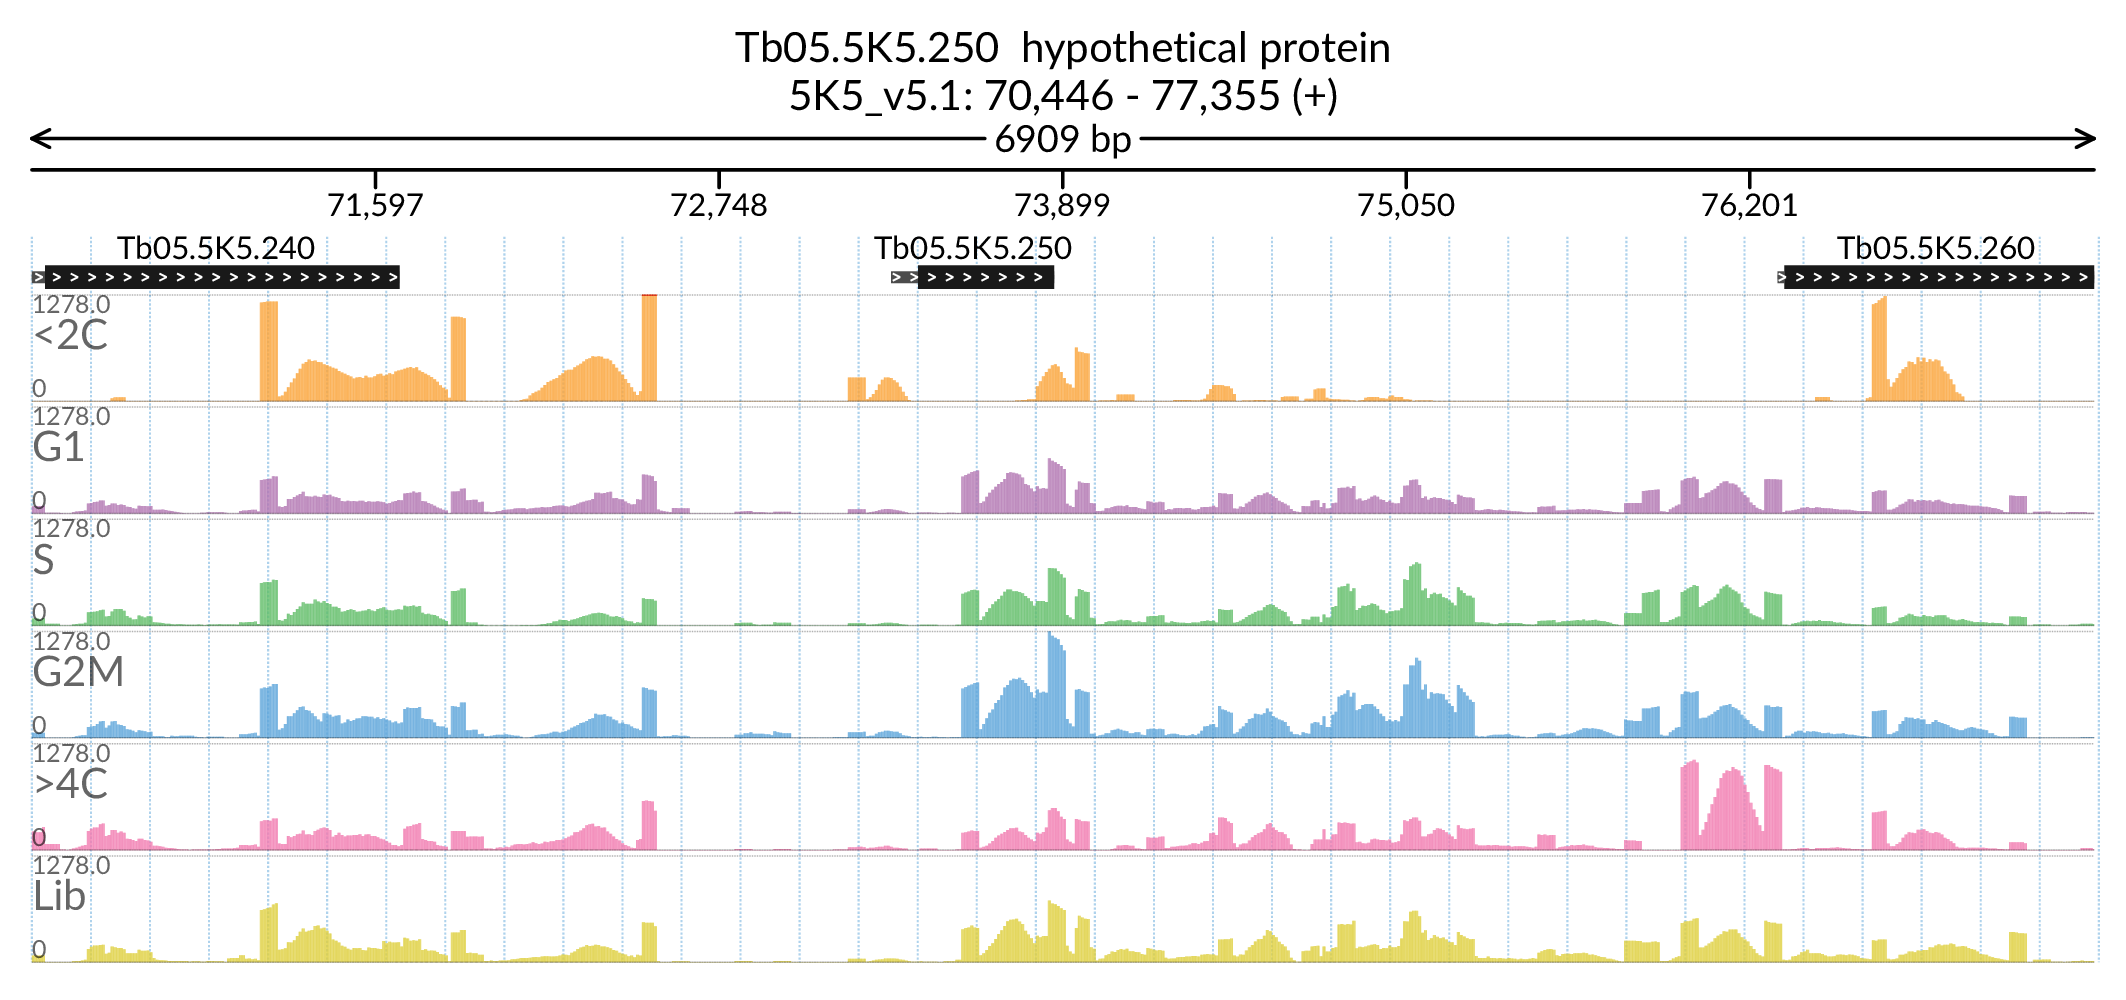 Tb05.5K5.250 hypothetical protein
5K5_v5.1: 70,446 - 77,355 (+)
6909 bp
71,597 72,748 73,899 75,050 76,201
Tb05.5K5.240 Tb05.5K5.250 Tb05.5K5.260
1278.0
<2C
0
1278.0
G1
0
1278.0
S
0
1278.0
G2M
0
1278.0
>4C
0
1278.0
Lib
0